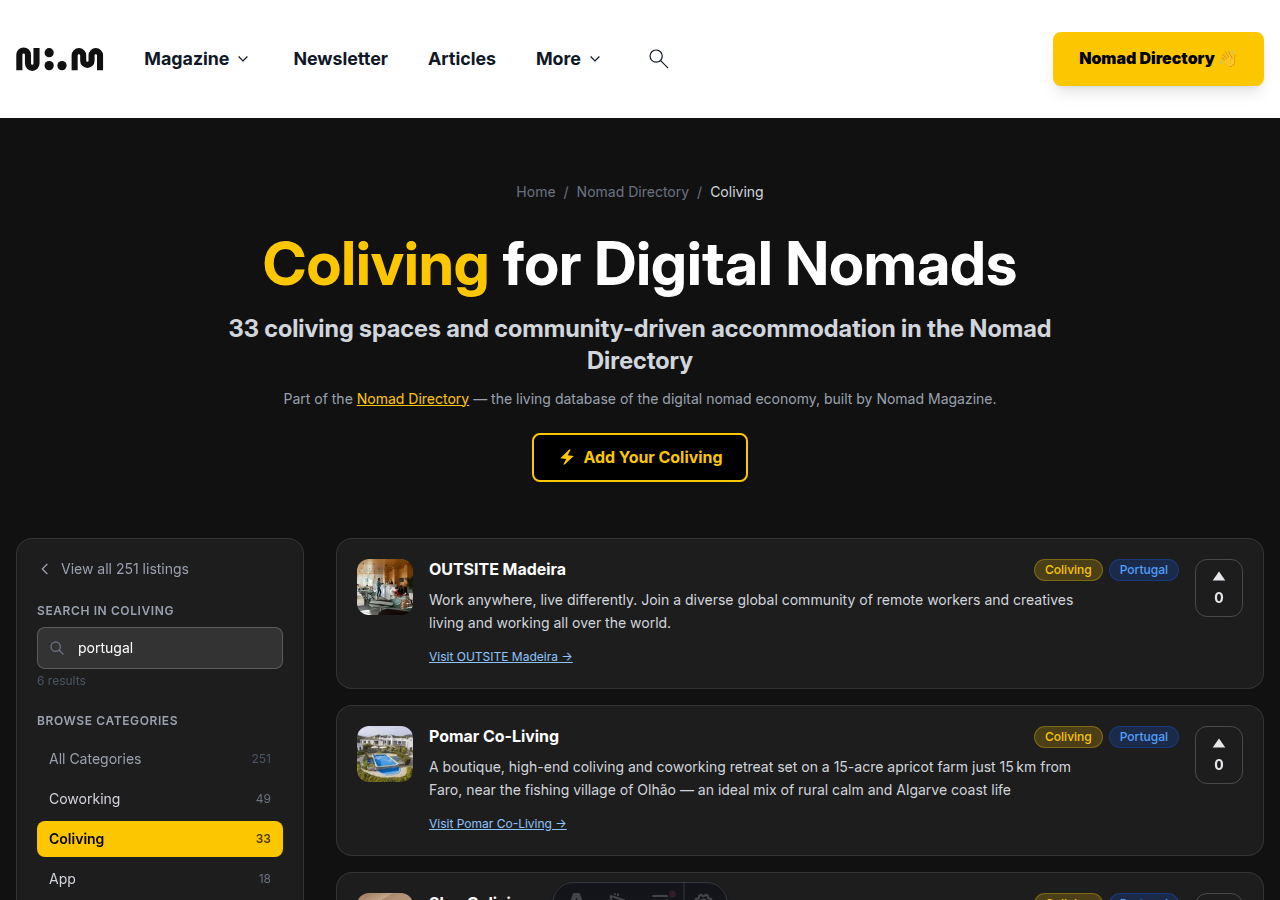 N:.M
Magazine
Newsletter
Articles
More
Nomad Directory 👋
Home / Nomad Directory / Coliving
Coliving for Digital Nomads
33 coliving spaces and community-driven accommodation in the Nomad
Directory
Part of the Nomad Directory — the living database of the digital nomad economy, built by Nomad Magazine.
⚡ Add Your Coliving
View all 251 listings
SEARCH IN COLIVING
portugal
6 results
BROWSE CATEGORIES
All Categories 251
Coworking 49
Coliving 33
App 18
OUTSITE Madeira
Coliving
Portugal
▲
0
Work anywhere, live differently. Join a diverse global community of remote workers and creatives
living and working all over the world.
Visit OUTSITE Madeira →
Pomar Co-Living
Coliving
Portugal
▲
0
A boutique, high-end coliving and coworking retreat set on a 15-acre apricot farm just 15 km from
Faro, near the fishing village of Olhão — an ideal mix of rural calm and Algarve coast life
Visit Pomar Co-Living →